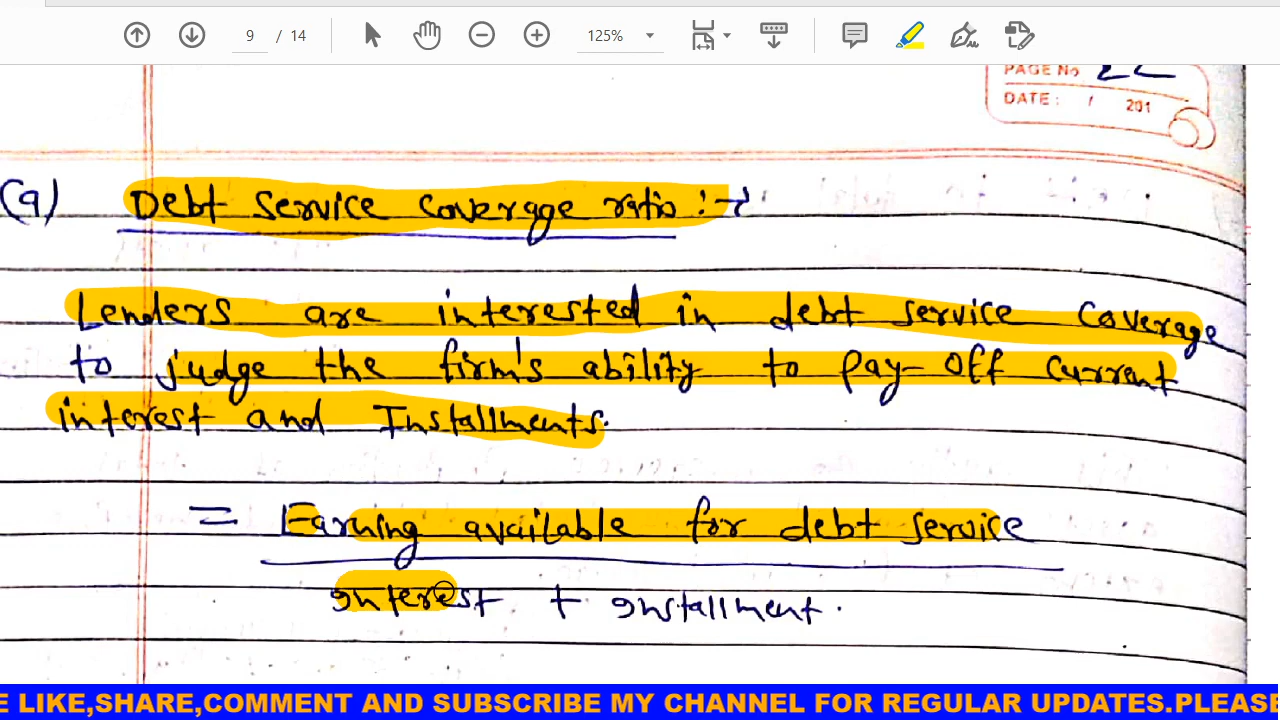 9 / 14 125%
PAGE No 22
DATE: / 201
(9) Debt Service Coverage ratio :→
Lenders are interested in debt service coverage
to judge the firm's ability to pay-off current
interest and Installments.
= Earning available for debt service
interest + installment.
E LIKE,SHARE,COMMENT AND SUBSCRIBE MY CHANNEL FOR REGULAR UPDATES.PLEASE